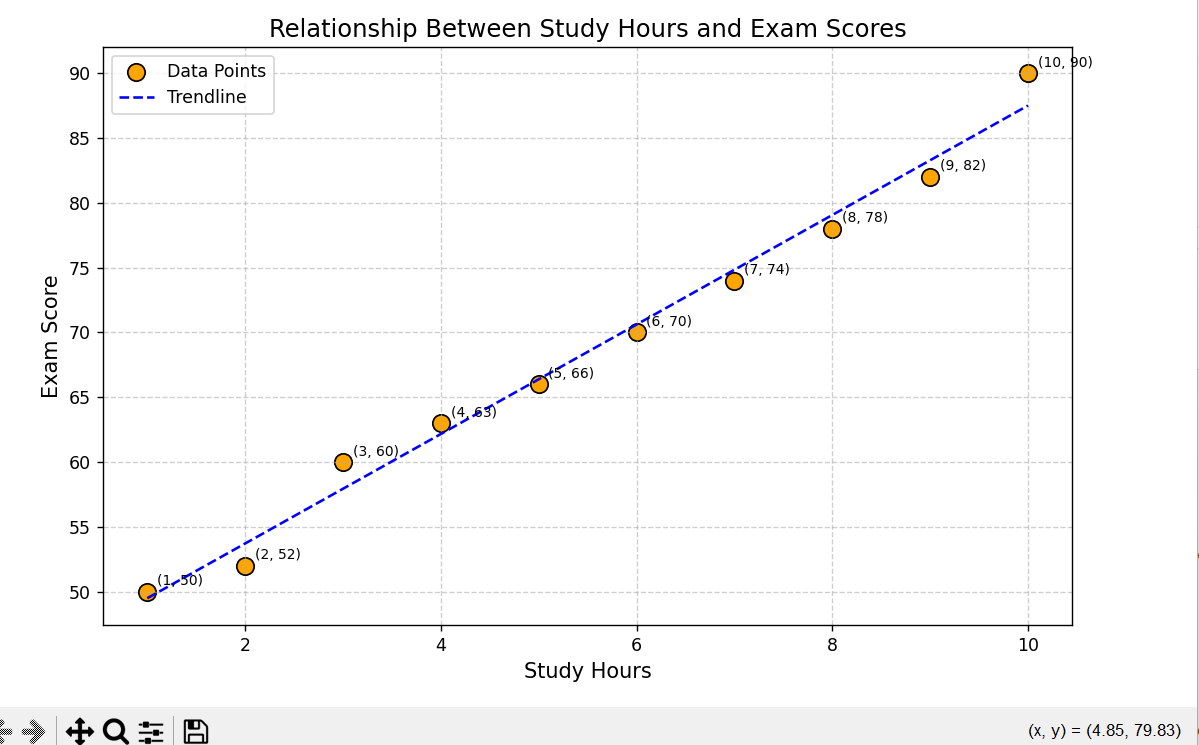 Relationship Between Study Hours and Exam Scores
Data Points
Trendline
(10, 90)
(9, 82)
(8, 78)
(7, 74)
(6, 70)
(5, 66)
(4, 63)
(3, 60)
(2, 52)
(1, 50)
90
85
80
75
70
65
60
55
50
Exam Score
2 4 6 8 10
Study Hours
(x, y) = (4.85, 79.83)